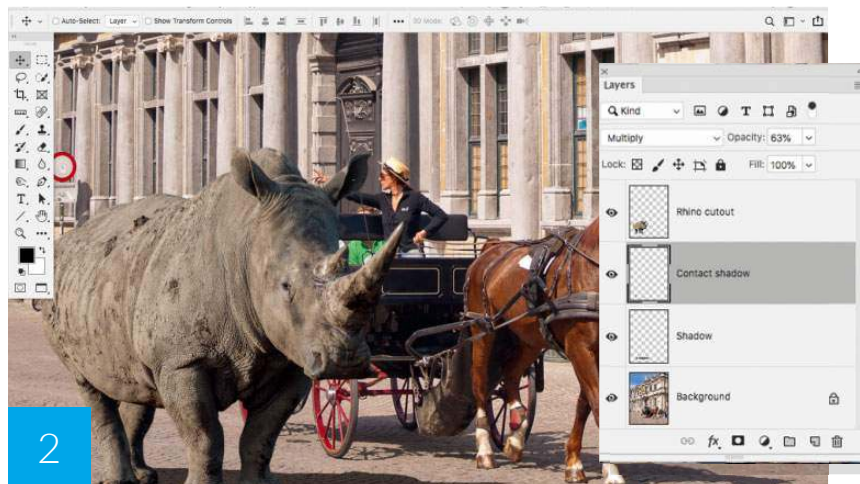 Auto-Select: Layer Show Transform Controls 3D Mode:
Layers
Kind
Multiply Opacity: 63%
Lock: Fill: 100%
Rhino cutout
Contact shadow
Shadow
Background
fx
2